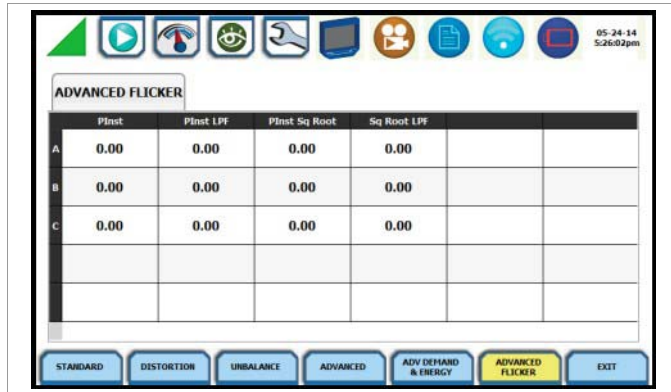 05-24-14
5:26:02pm
ADVANCED FLICKER
PInst PInst LPF PInst Sq Root Sq Root LPF
A 0.00 0.00 0.00 0.00
B 0.00 0.00 0.00 0.00
C 0.00 0.00 0.00 0.00
STANDARD DISTORTION UNBALANCE ADVANCED ADV DEMAND & ENERGY ADVANCED FLICKER EXIT